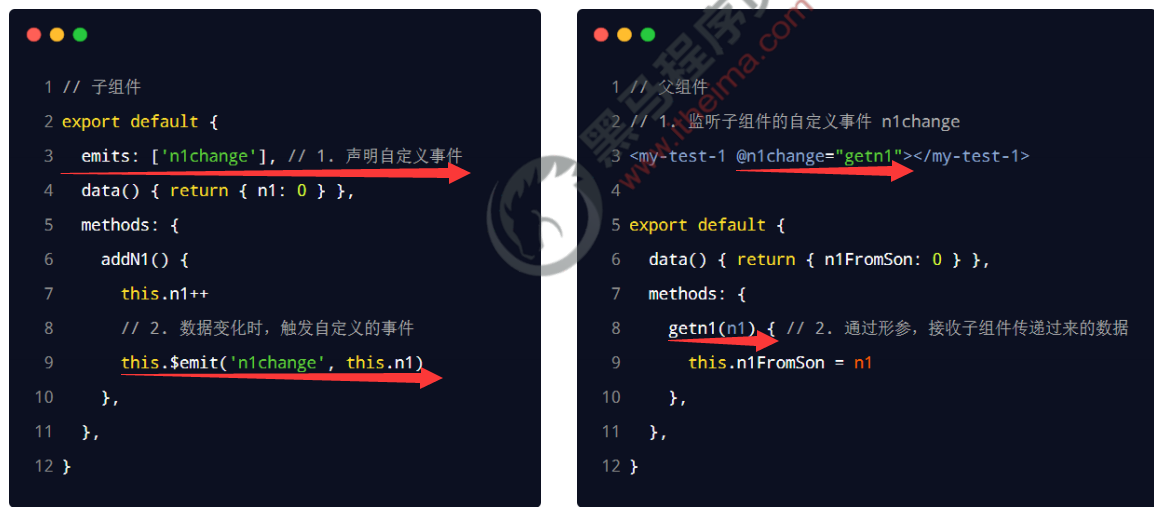 1 // 子组件
2 export default {
3 emits: ['n1change'], // 1. 声明自定义事件
4 data() { return { n1: 0 } },
5 methods: {
6 addN1() {
7 this.n1++
8 // 2. 数据变化时，触发自定义的事件
9 this.$emit('n1change', this.n1)
10 },
11 },
12 }
1 // 父组件
2 // 1. 监听子组件的自定义事件 n1change
3 <my-test-1 @n1change="getn1"></my-test-1>
4
5 export default {
6 data() { return { n1FromSon: 0 } },
7 methods: {
8 getn1(n1) { // 2. 通过形参，接收子组件传递过来的数据
9 this.n1FromSon = n1
10 },
11 },
12 }
黑马程序
www.itheima.com